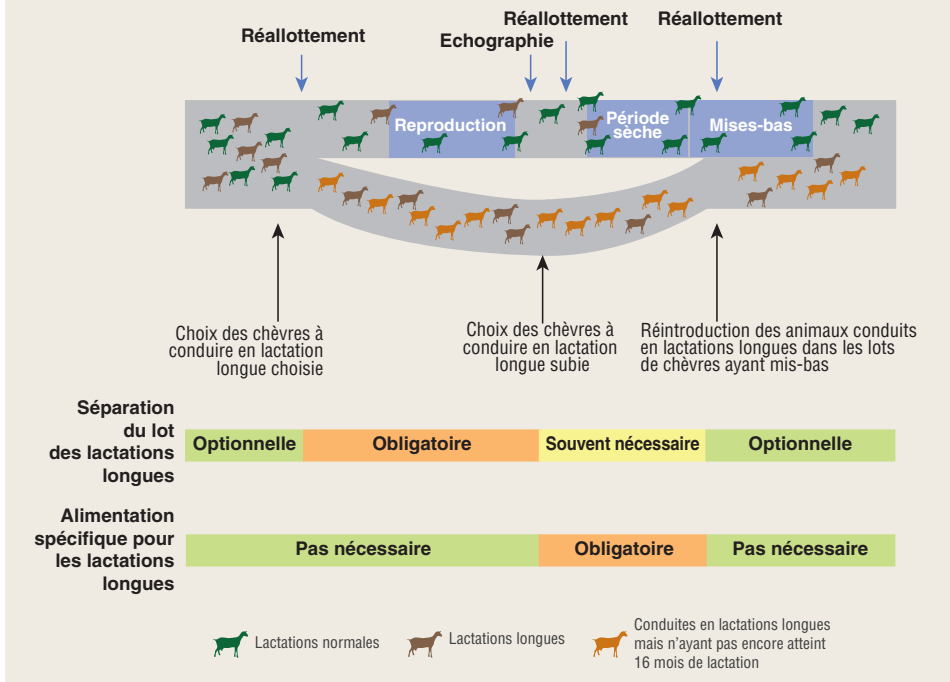 Réallottement
Réallottement
Réallottement
Echographie
Reproduction
Période
sèche
Mises-bas
Choix des chèvres à
conduire en lactation
longue choisie
Choix des chèvres à
conduire en lactation
longue subie
Réintroduction des animaux conduits
en lactations longues dans les lots
de chèvres ayant mis-bas
Séparation
du lot
des lactations
longues
Optionnelle
Obligatoire
Souvent nécessaire
Optionnelle
Alimentation
spécifique pour
les lactations
longues
Pas nécessaire
Obligatoire
Pas nécessaire
Lactations normales
Lactations longues
Conduites en lactations longues
mais n'ayant pas encore atteint
16 mois de lactation